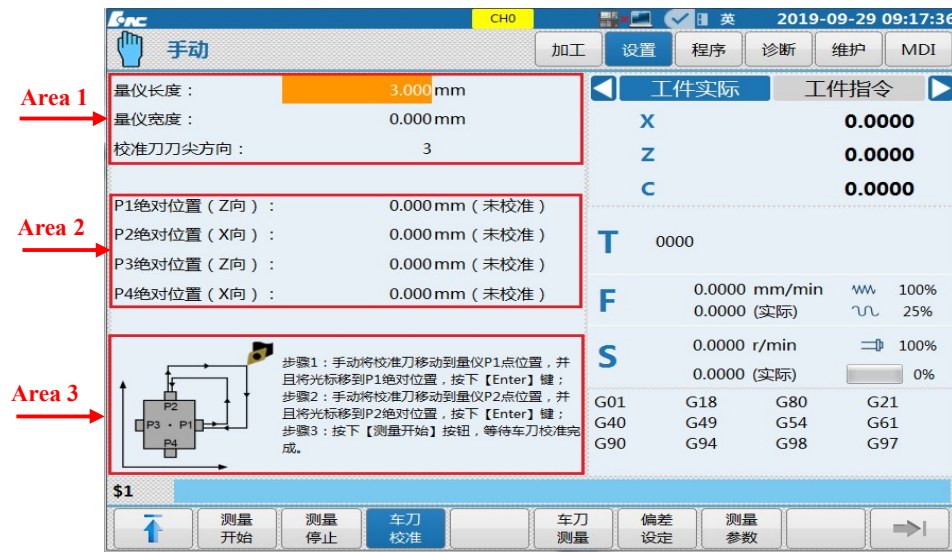 HNC
CH0
英
2019-09-29 09:17:36
手动
加工
设置
程序
诊断
维护
MDI
Area 1
量仪长度： 3.000 mm
量仪宽度： 0.000 mm
校准刀刀尖方向： 3
Area 2
P1绝对位置（Z向）： 0.000 mm（未校准）
P2绝对位置（X向）： 0.000 mm（未校准）
P3绝对位置（Z向）： 0.000 mm（未校准）
P4绝对位置（X向）： 0.000 mm（未校准）
Area 3
P2
P3 · P1
P4
步骤1：手动将校准刀移动到量仪P1点位置，并
且将光标移到P1绝对位置，按下【Enter】键；
步骤2：手动将校准刀移动到量仪P2点位置，并
且将光标移到P2绝对位置，按下【Enter】键；
步骤3：按下【测量开始】按钮，等待车刀校准完
成。
工件实际
工件指令
X 0.0000
Z 0.0000
C 0.0000
T 0000
F 0.0000 mm/min 100%
0.0000 (实际) 25%
S 0.0000 r/min 100%
0.0000 (实际) 0%
G01 G18 G80 G21
G40 G49 G54 G61
G90 G94 G98 G97
$1
测量
开始
测量
停止
车刀
校准
车刀
测量
偏差
设定
测量
参数